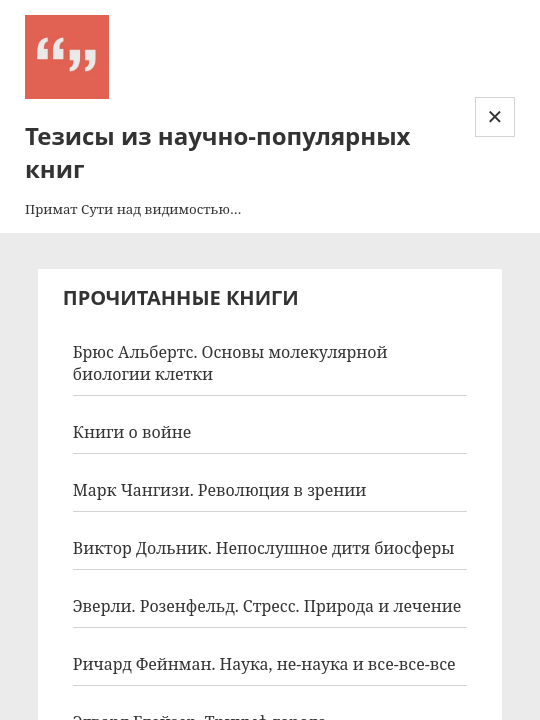 Тезисы из научно-популярных
книг
Примат Сути над видимостью…
ПРОЧИТАННЫЕ КНИГИ
Брюс Альбертс. Основы молекулярной
биологии клетки
Книги о войне
Марк Чангизи. Революция в зрении
Виктор Дольник. Непослушное дитя биосферы
Эверли. Розенфельд. Стресс. Природа и лечение
Ричард Фейнман. Наука, не-наука и все-все-все